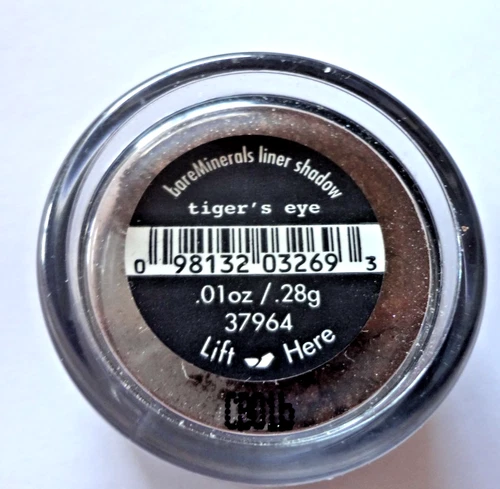 bareMinerals liner shadow
tiger's eye
0 98132 03269 3
.01oz / .28g
37964
Lift Here